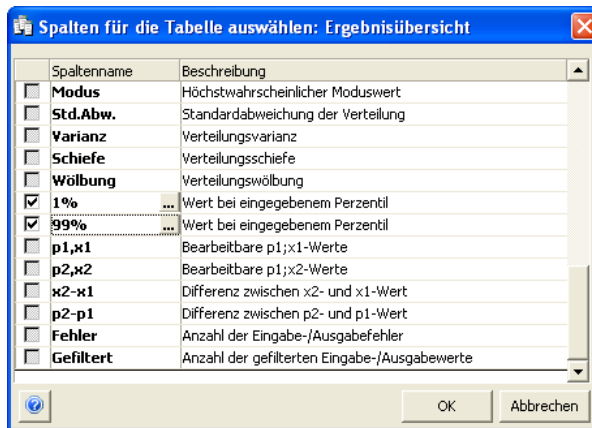 Spalten für die Tabelle auswählen: Ergebnisübersicht
Spaltenname Beschreibung
Modus Höchstwahrscheinlicher Moduswert
Std.Abw. Standardabweichung der Verteilung
Varianz Verteilungsvarianz
Schiefe Verteilungsschiefe
Wölbung Verteilungswölbung
1% ... Wert bei eingegebenem Perzentil
99% ... Wert bei eingegebenem Perzentil
p1,x1 Bearbeitbare p1;x1-Werte
p2,x2 Bearbeitbare p1;x2-Werte
x2-x1 Differenz zwischen x2- und x1-Wert
p2-p1 Differenz zwischen p2- und p1-Wert
Fehler Anzahl der Eingabe-/Ausgabefehler
Gefiltert Anzahl der gefilterten Eingabe-/Ausgabewerte
? OK Abbrechen